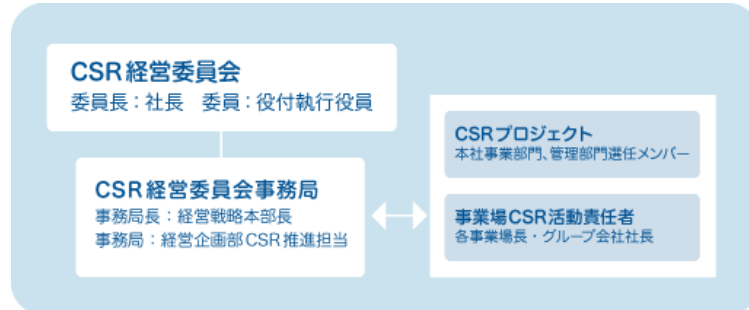 CSR経営委員会
委員長：社長　委員：役付執行役員
CSR経営委員会事務局
事務局長：経営戦略本部長
事務局：経営企画部CSR推進担当
CSRプロジェクト
本社事業部門、管理部門選任メンバー
事業場CSR活動責任者
各事業場長・グループ会社社長